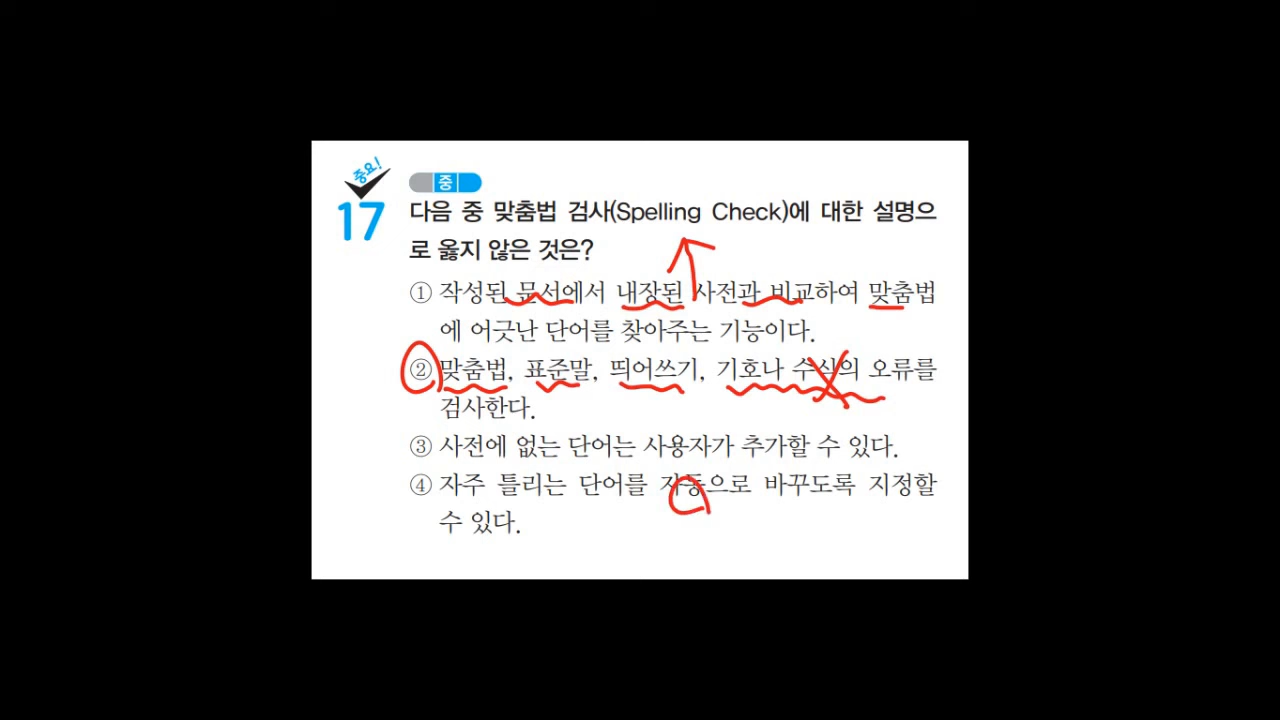 중요!
중
17
다음 중 맞춤법 검사(Spelling Check)에 대한 설명으
로 옳지 않은 것은?
① 작성된 문서에서 내장된 사전과 비교하여 맞춤법
에 어긋난 단어를 찾아주는 기능이다.
② 맞춤법, 표준말, 띄어쓰기, 기호나 수식의 오류를
검사한다.
③ 사전에 없는 단어는 사용자가 추가할 수 있다.
④ 자주 틀리는 단어를 자동으로 바꾸도록 지정할
수 있다.